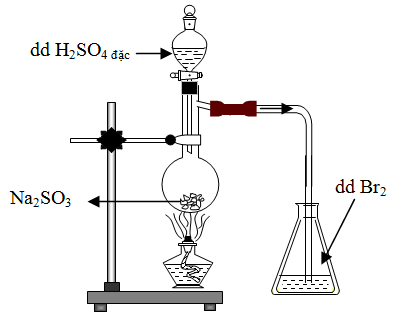 dd H₂SO₄ đặc
Na₂SO₃
dd Br₂